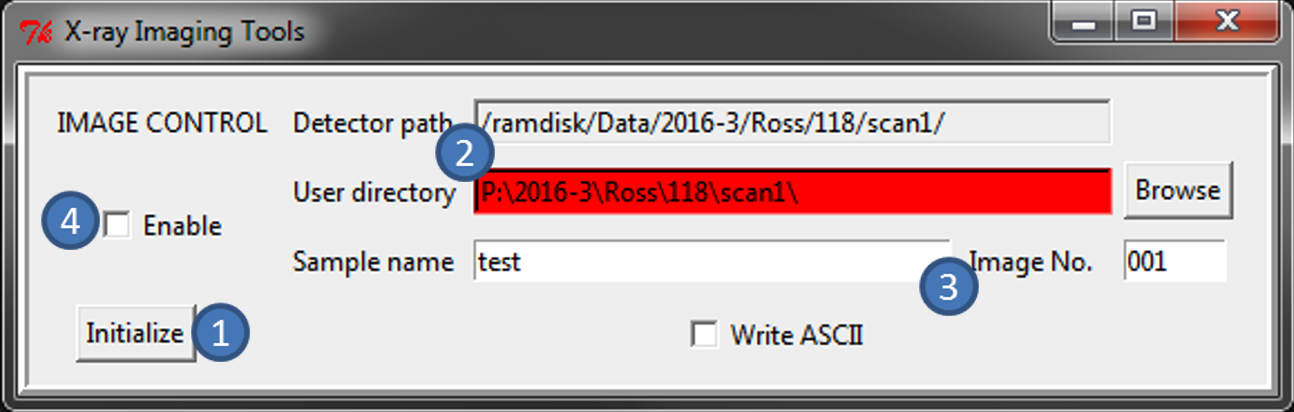 X-ray Imaging Tools
IMAGE CONTROL Detector path /ramdisk/Data/2016-3/Ross/118/scan1/
2
User directory P:\2016-3\Ross\118\scan1\ Browse
4 Enable
Sample name test Image No. 001
3
Initialize 1 Write ASCII